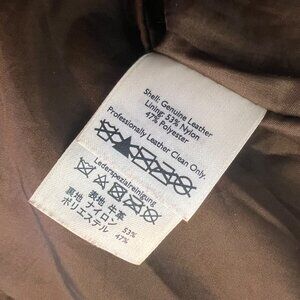 Shell: Genuine Leather
Lining: 53% Nylon
47% Polyester
Professionally Leather Clean Only.
Lederspezialreinigung
表地 牛革
裏地 ナイロン 53%
ポリエステル 47%